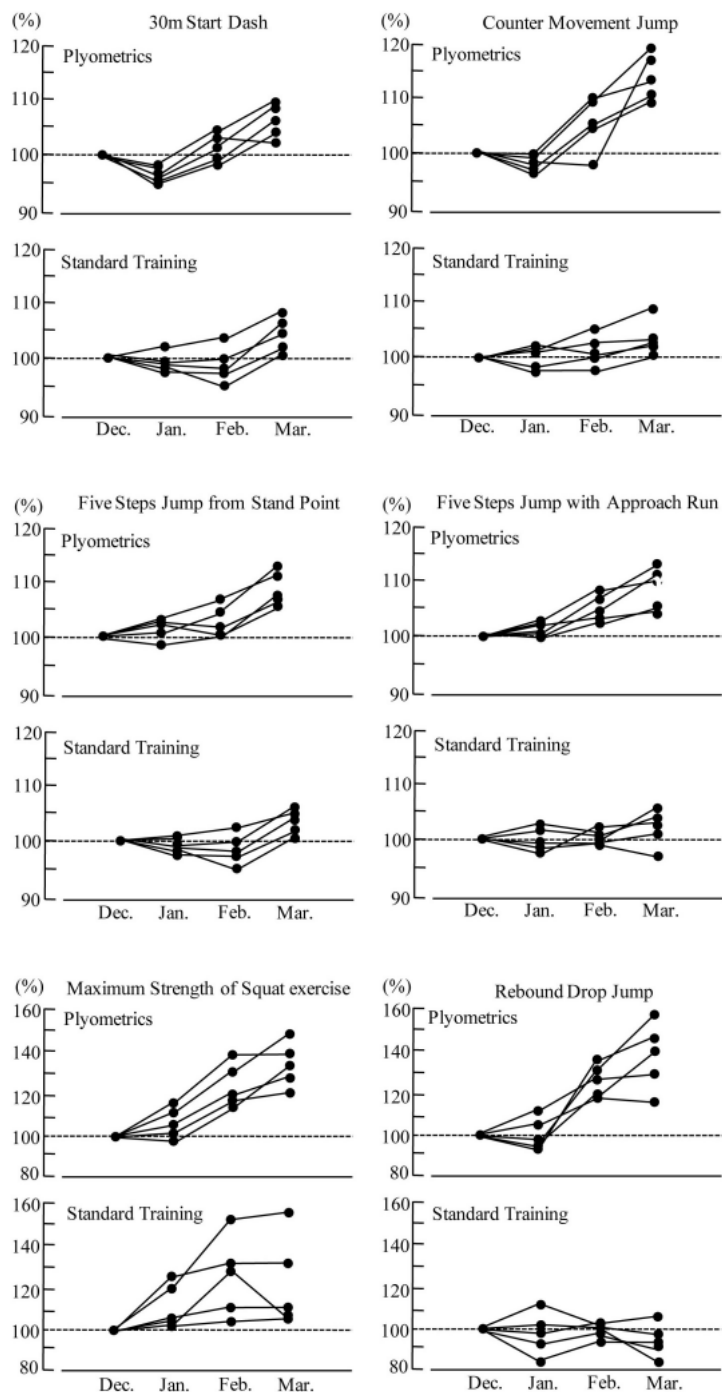 (%)
30m Start Dash
120
Plyometrics
110
100
90
120
Standard Training
110
100
90
Dec. Jan. Feb. Mar.
(%)
Counter Movement Jump
120
Plyometrics
110
100
90
120
Standard Training
110
100
90
Dec. Jan. Feb. Mar.
(%)
Five Steps Jump from Stand Point
120
Plyometrics
110
100
90
120
Standard Training
110
100
90
Dec. Jan. Feb. Mar.
(%)
Five Steps Jump with Approach Run
120
Plyometrics
110
100
90
120
Standard Training
110
100
90
Dec. Jan. Feb. Mar.
(%)
Maximum Strength of Squat exercise
160
Plyometrics
140
120
100
80
160
Standard Training
140
120
100
80
Dec. Jan. Feb. Mar.
(%)
Rebound Drop Jump
160
Plyometrics
140
120
100
80
160
Standard Training
140
120
100
80
Dec. Jan. Feb. Mar.